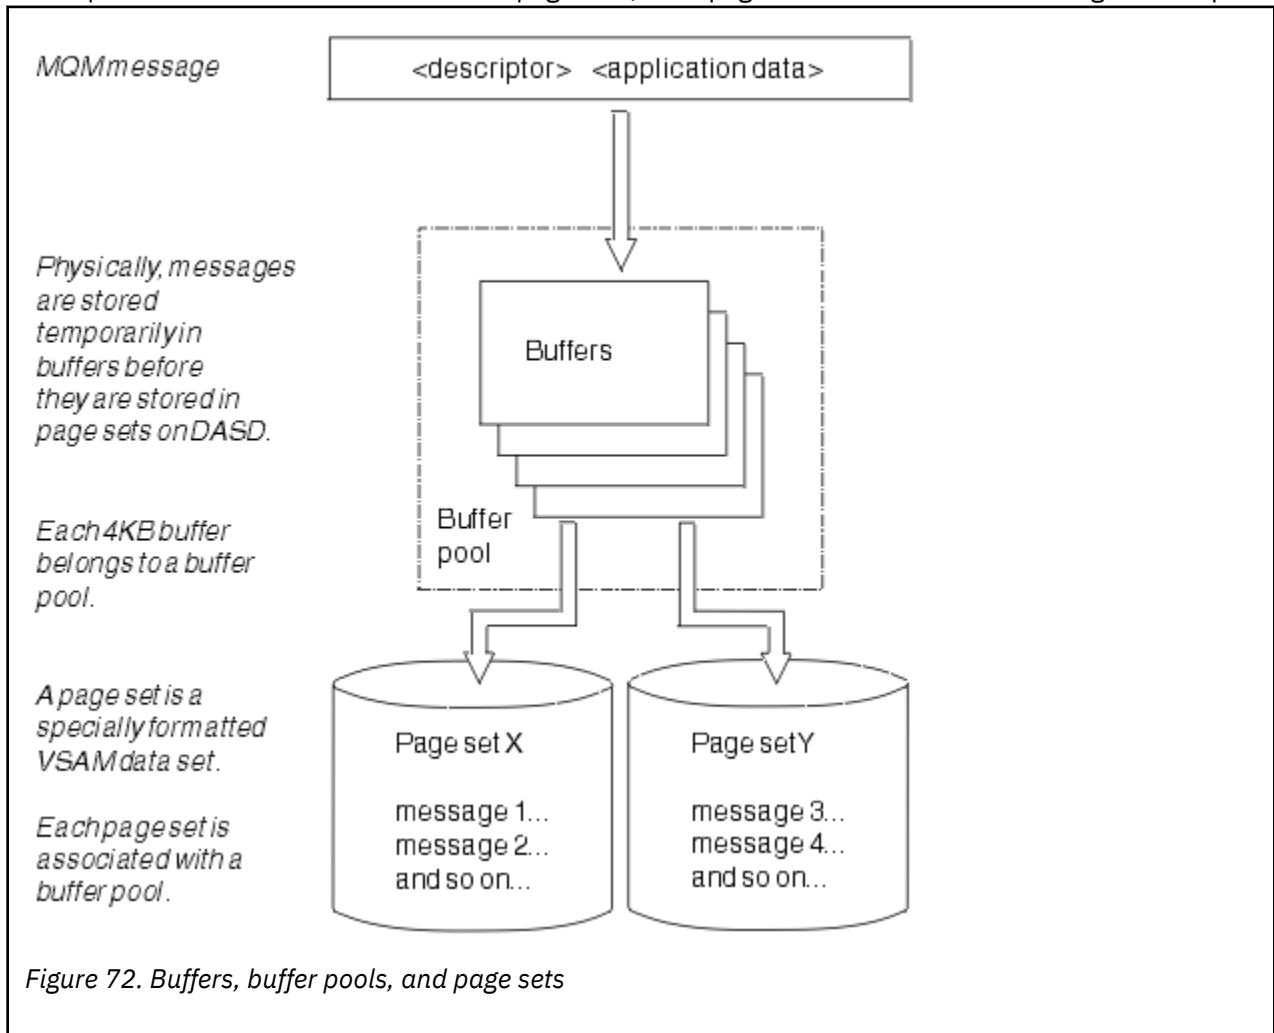 MQM message
<descriptor> <application data>
Physically, messages
are stored
temporarily in
buffers before
they are stored in
page sets on DASD.
Buffers
Each 4KB buffer
belongs to a buffer
pool.
Buffer
pool
A page set is a
specially formatted
VSAM data set.
Each page set is
associated with a
buffer pool.
Page set X
message 1...
message 2...
and so on...
Page set Y
message 3...
message 4...
and so on...
Figure 72. Buffers, buffer pools, and page sets